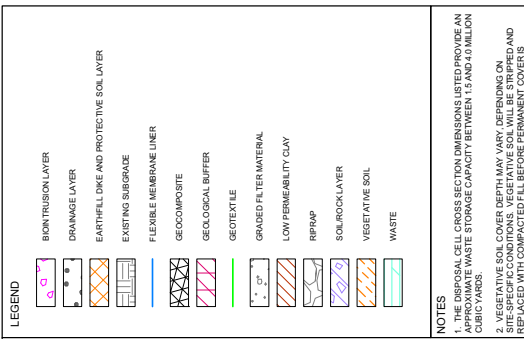 LEGEND
BIOINTRUSION LAYER
DRAINAGE LAYER
EARTHFILL DIKE AND PROTECTIVE SOIL LAYER
EXISTING SUBGRADE
FLEXIBLE MEMBRANE LINER
GEOCOMPOSITE
GEOLOGICAL BUFFER
GEOTEXTILE
GRADED FILTER MATERIAL
LOW PERMEABILITY CLAY
RIPRAP
SOIL/ROCK LAYER
VEGETATIVE SOIL
WASTE
NOTES
1. THE DISPOSAL CELL CROSS SECTION DIMENSIONS LISTED PROVIDE AN
APPROXIMATE WASTE STORAGE CAPACITY BETWEEN 1.5 AND 4.0 MILLION
CUBIC YARDS.
2. VEGETATIVE SOIL COVER DEPTH MAY VARY, DEPENDING ON
SITE-SPECIFIC CONDITIONS. VEGETATIVE SOIL WILL BE STRIPPED AND
REPLACED WITH COMPACTED FILL BEFORE PERMANENT COVER IS